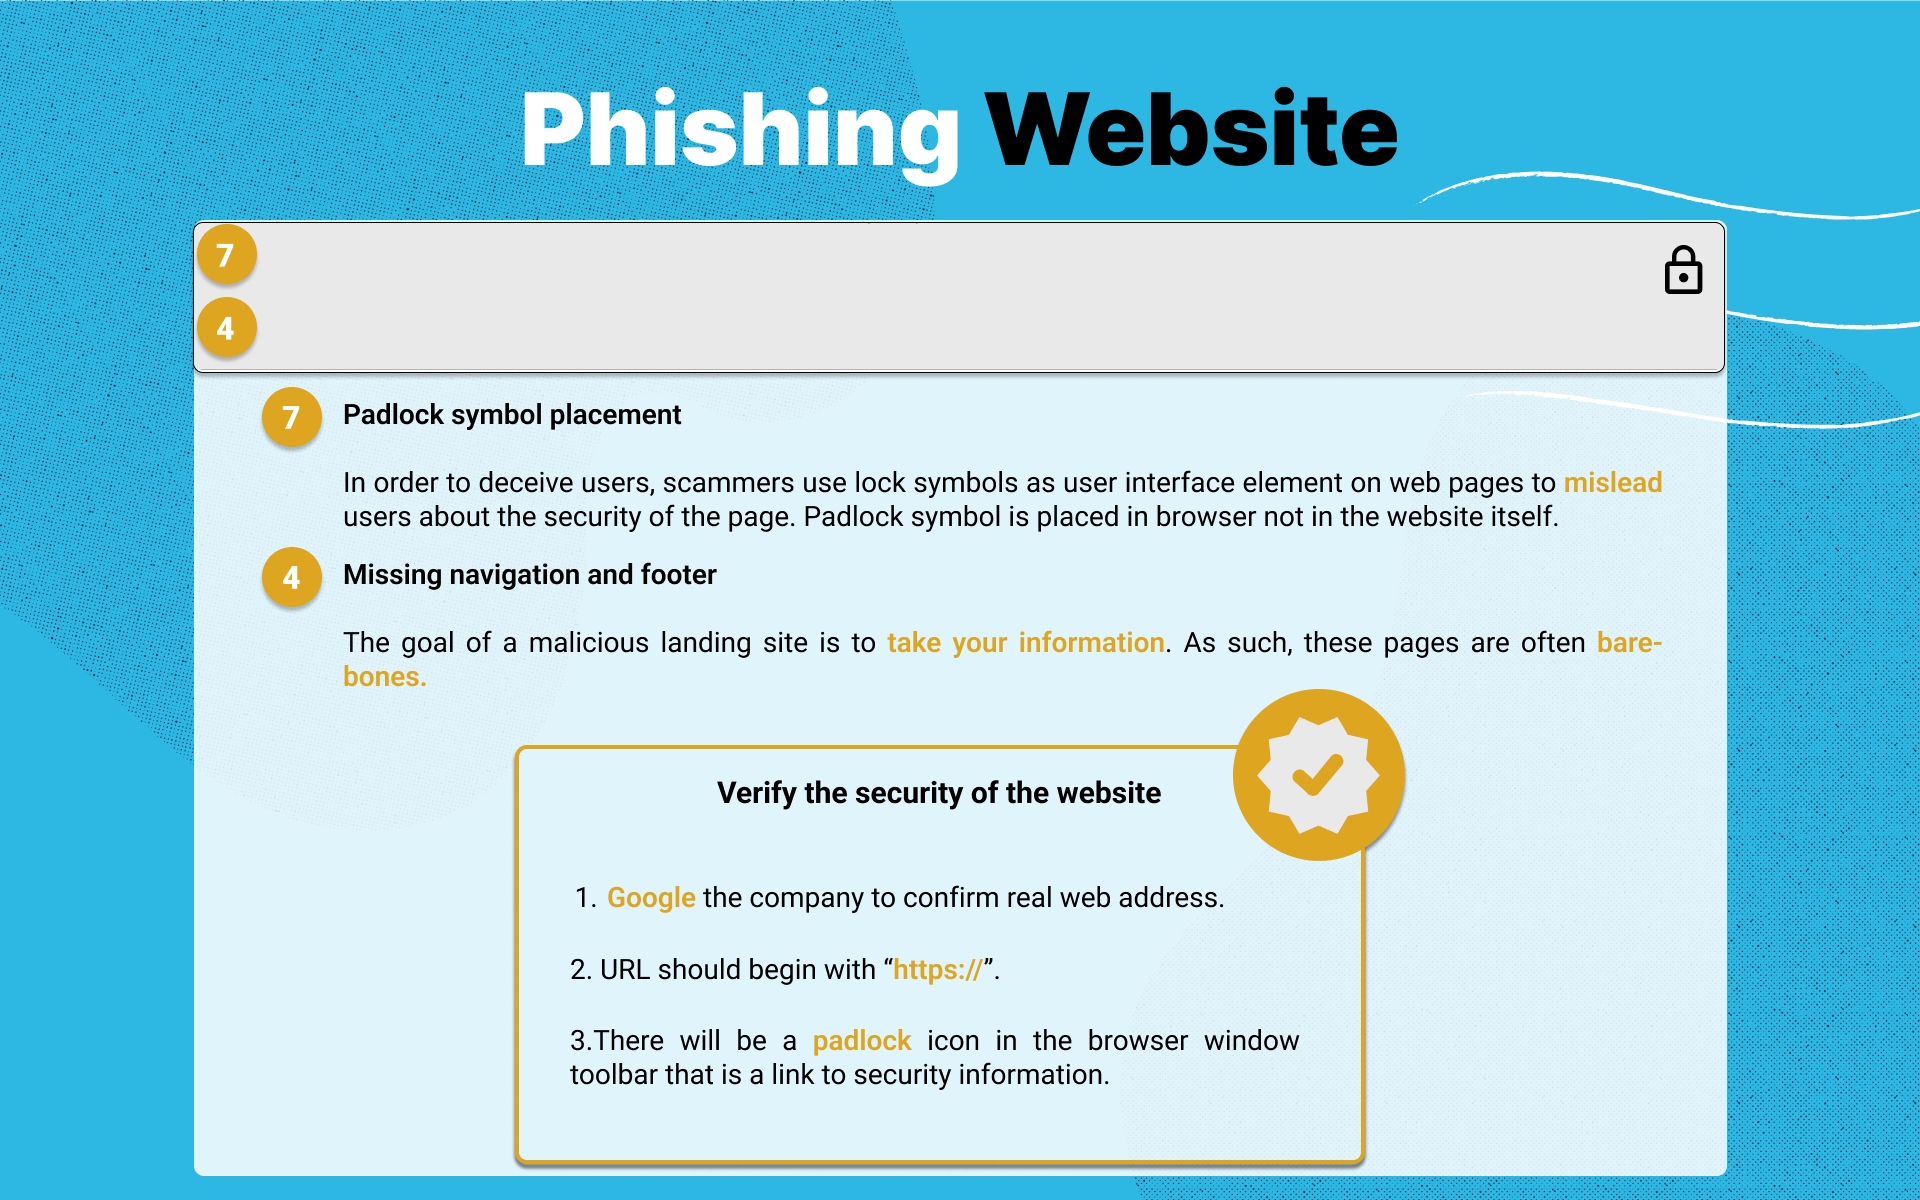 Phishing Website
7
4
7 Padlock symbol placement
In order to deceive users, scammers use lock symbols as user interface element on web pages to mislead
users about the security of the page. Padlock symbol is placed in browser not in the website itself.
4 Missing navigation and footer
The goal of a malicious landing site is to take your information. As such, these pages are often bare-
bones.
Verify the security of the website
1. Google the company to confirm real web address.
2. URL should begin with “https://”.
3.There will be a padlock icon in the browser window
toolbar that is a link to security information.